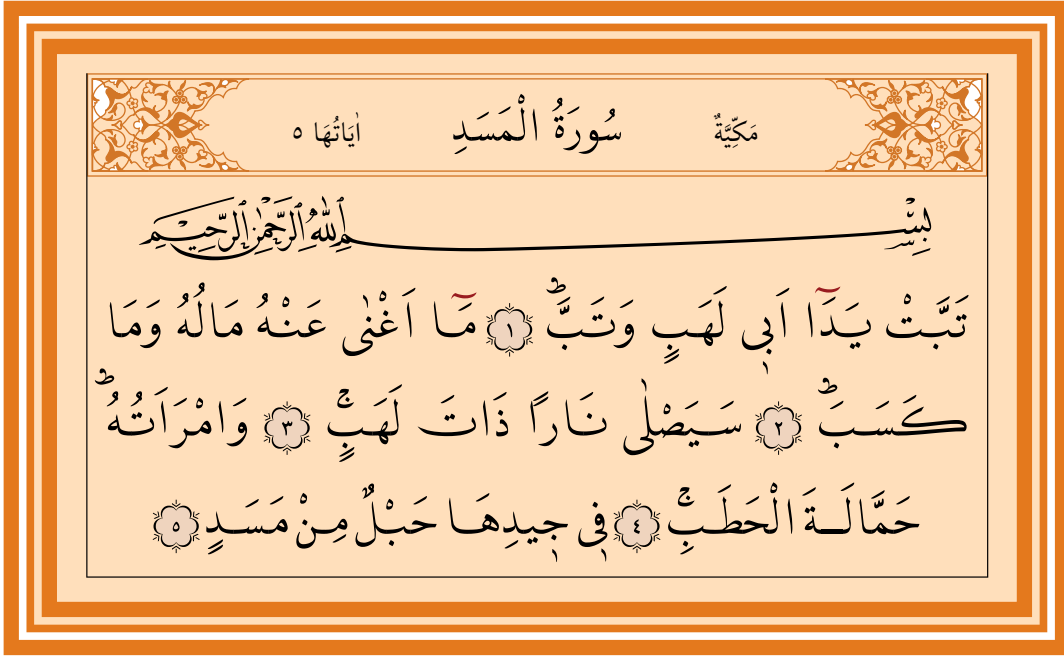 مَكِّيَّةٌ سُورَةُ الْمَسَدِ اٰيَاتُهَا ٥
بِسْمِ اللّٰهِ الرَّحْمٰنِ الرَّحِيمِ
تَبَّتْ يَدَٓا اَبٖي لَهَبٍ وَتَبَّۜ ١ مَٓا اَغْنٰى عَنْهُ مَالُهُ وَمَا
كَسَبَۜ ٢ سَيَصْلٰى نَارًا ذَاتَ لَهَبٍۚ ٣ وَامْرَاَتُهُۜ
حَمَّالَةَ الْحَطَبِۚ ٤ فٖي جٖيدِهَا حَبْلٌ مِنْ مَسَدٍ ٥